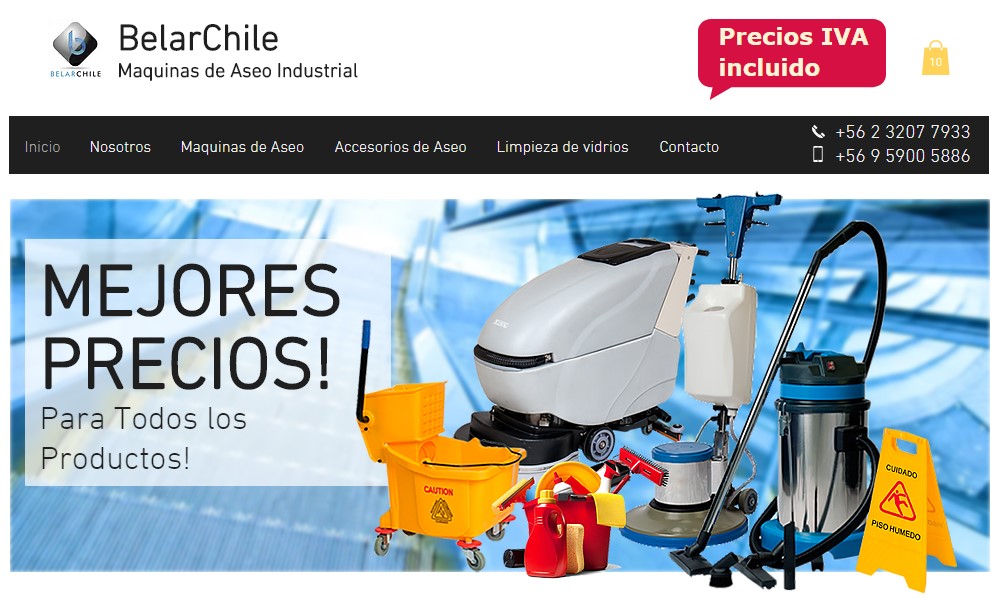 BELARCHILE
BelarChile
Maquinas de Aseo Industrial
Precios IVA
incluido
10
Inicio
Nosotros
Maquinas de Aseo
Accesorios de Aseo
Limpieza de vidrios
Contacto
+56 2 3207 7933
+56 9 5900 5886
MEJORES
PRECIOS!
Para Todos los
Productos!
CAUTION
CUIDADO
PISO HUMEDO